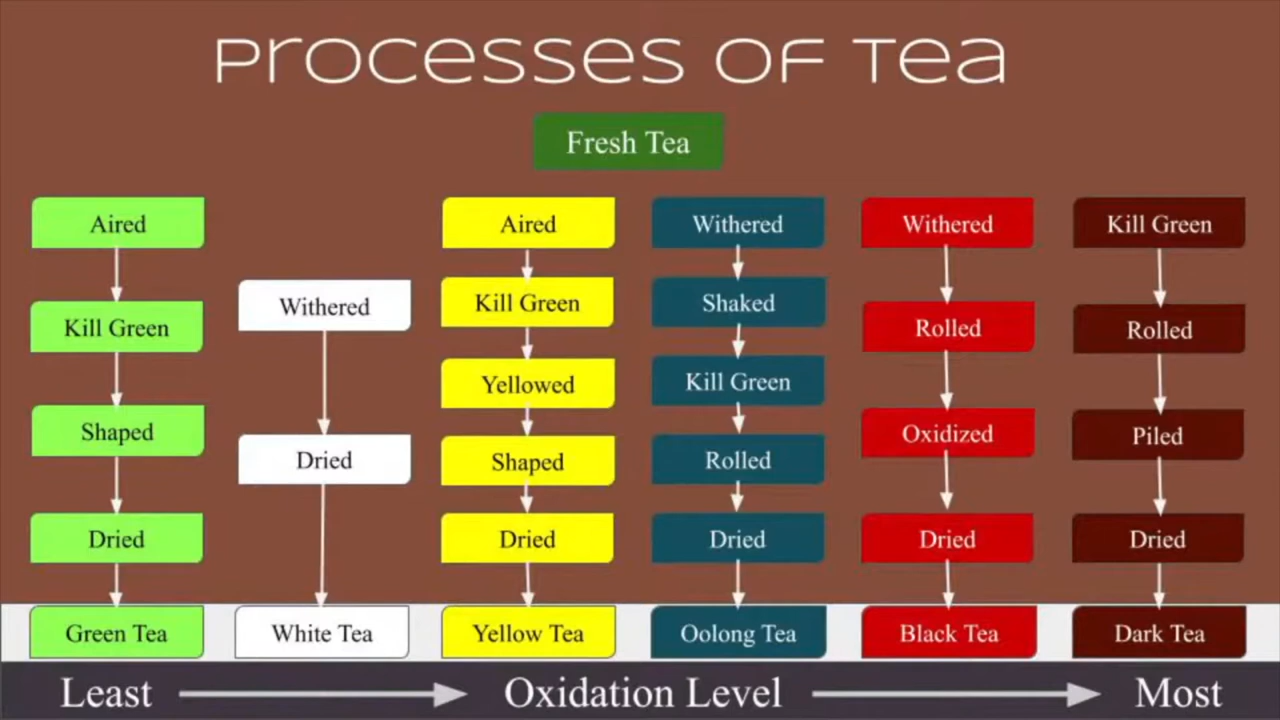 Processes of Tea
Fresh Tea
Aired
Kill Green
Shaped
Dried
Green Tea
Withered
Dried
White Tea
Aired
Kill Green
Yellowed
Shaped
Dried
Yellow Tea
Withered
Shaked
Kill Green
Rolled
Dried
Oolong Tea
Withered
Rolled
Oxidized
Dried
Black Tea
Kill Green
Rolled
Piled
Dried
Dark Tea
Least Oxidation Level Most